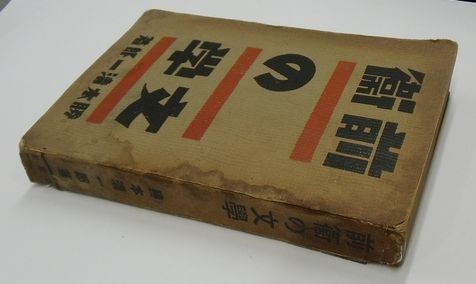 前衛
の
文学
勝本清一郎著
前衛の文學
勝本清一郎著